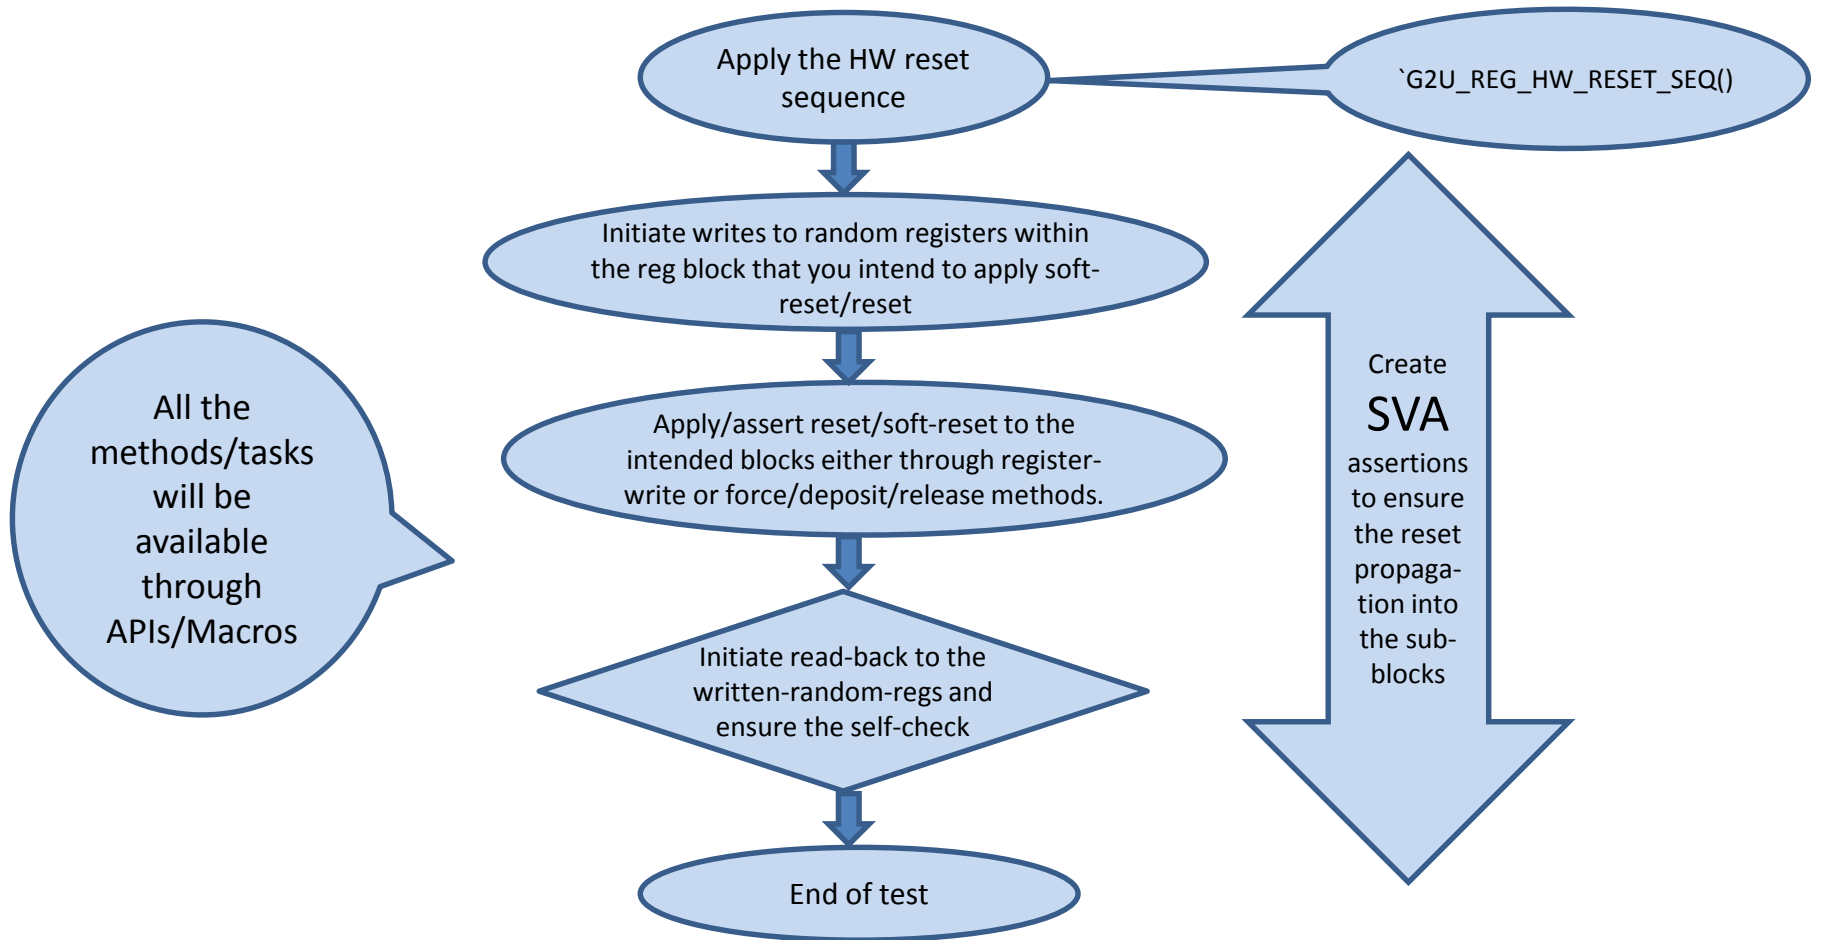 Apply the HW reset
sequence
`G2U_REG_HW_RESET_SEQ()
Initiate writes to random registers within
the reg block that you intend to apply soft-
reset/reset
Apply/assert reset/soft-reset to the
intended blocks either through register-
write or force/deposit/release methods.
Initiate read-back to the
written-random-regs and
ensure the self-check
End of test
All the
methods/tasks
will be
available
through
APIs/Macros
Create
SVA
assertions
to ensure
the reset
propaga-
tion into
the sub-
blocks